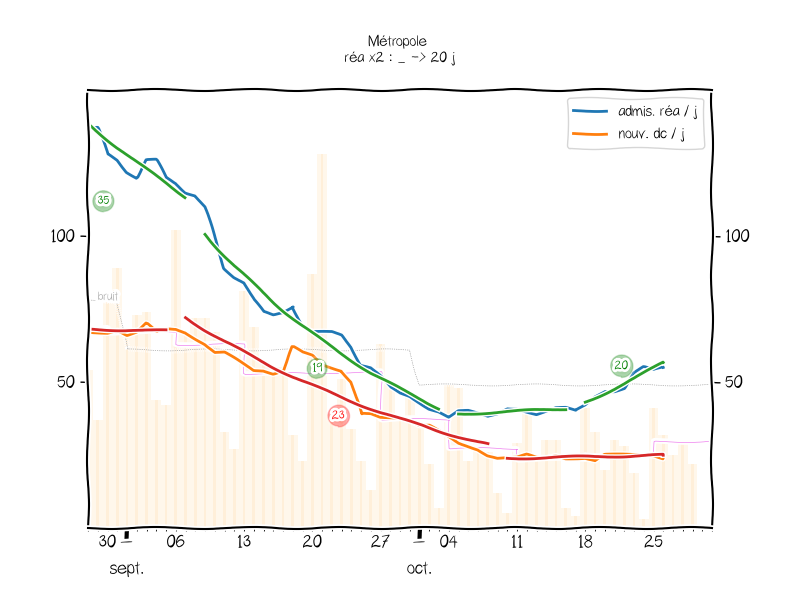 Métropole
réa x2 : _ -> 20 j
admis. réa / j
nouv. dc / j
35
100
100
bruit
19
20
50
50
23
30
06
13
20
27
04
11
18
25
sept.
oct.